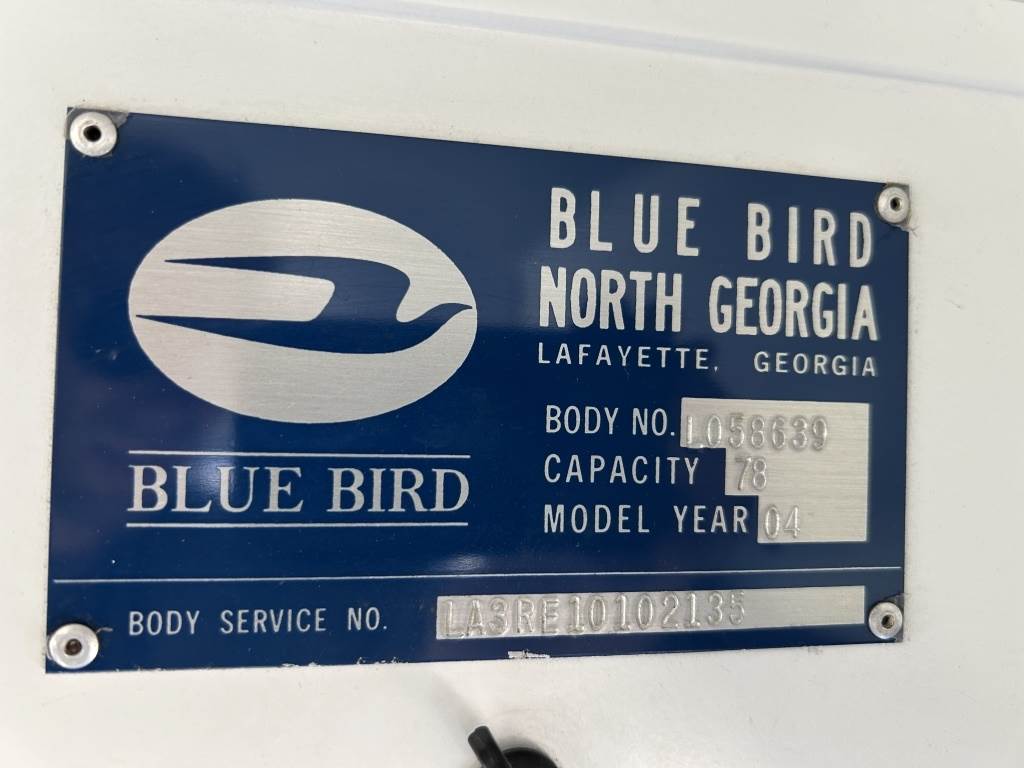 BLUE BIRD
NORTH GEORGIA
LAFAYETTE, GEORGIA
BODY NO. L058639
CAPACITY 78
MODEL YEAR 04
BLUE BIRD
BODY SERVICE NO. LA3RE10102135